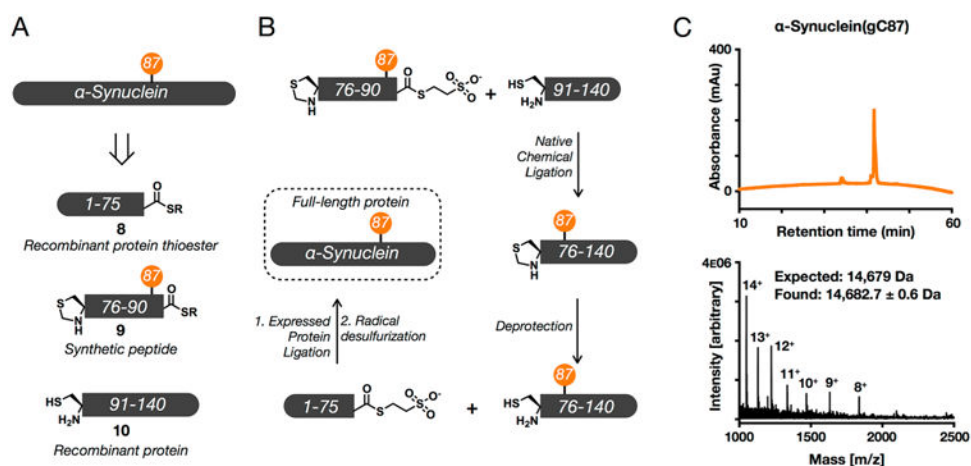 A
87
α-Synuclein
1-75
O
SR
8
Recombinant protein thioester
87
S
N
H
76-90
O
SR
9
Synthetic peptide
HS
H₂N
91-140
10
Recombinant protein
B
87
S
N
H
76-90
O
S
O
S
O⁻
O
+
HS
H₂N
91-140
Native
Chemical
Ligation
Full-length protein
87
α-Synuclein
87
S
N
H
76-140
1. Expressed
Protein
Ligation
2. Radical
desulfurization
Deprotection
1-75
O
S
O
S
O⁻
O
+
87
HS
H₂N
76-140
C
α-Synuclein(gC87)
400
Absorbance (mAu)
0
10
60
Retention time (min)
4E06
Expected: 14,679 Da
Found: 14,682.7 ± 0.6 Da
14⁺
13⁺
12⁺
11⁺
10⁺
9⁺
8⁺
Intensity [arbitrary]
0
1000
1500
2000
2500
Mass [m/z]